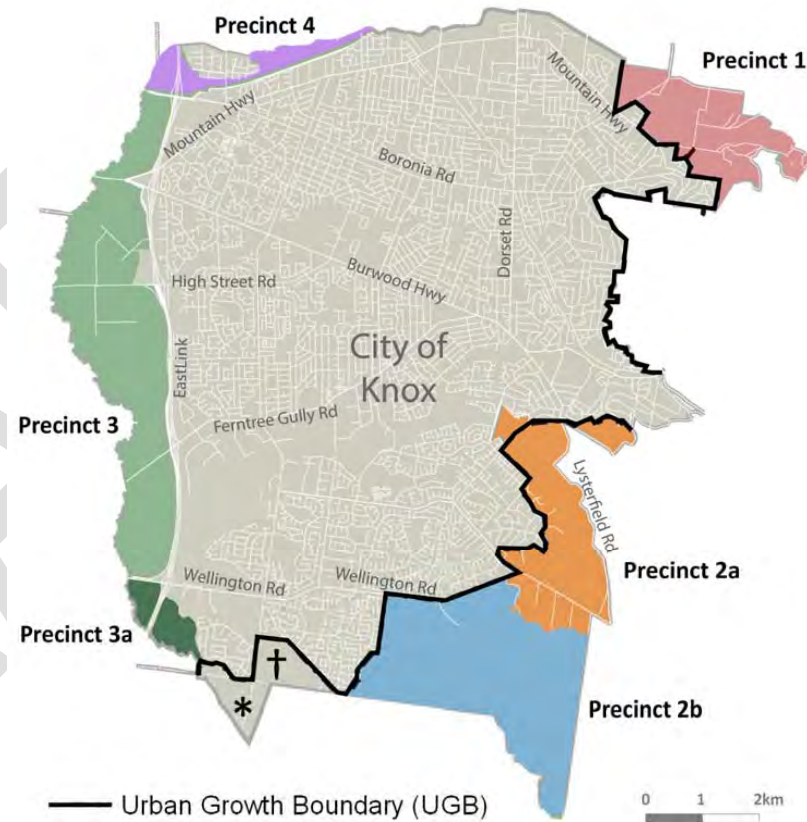 Precinct 4
Precinct 1
Mountain Hwy
Mountain Hwy
Boronia Rd
Dorset Rd
High Street Rd
Burwood Hwy
EastLink
City of
Knox
Precinct 3
Ferntree Gully Rd
Lysterfield Rd
Wellington Rd
Wellington Rd
Precinct 2a
Precinct 3a
†
*
Precinct 2b
Urban Growth Boundary (UGB)
0 1 2km